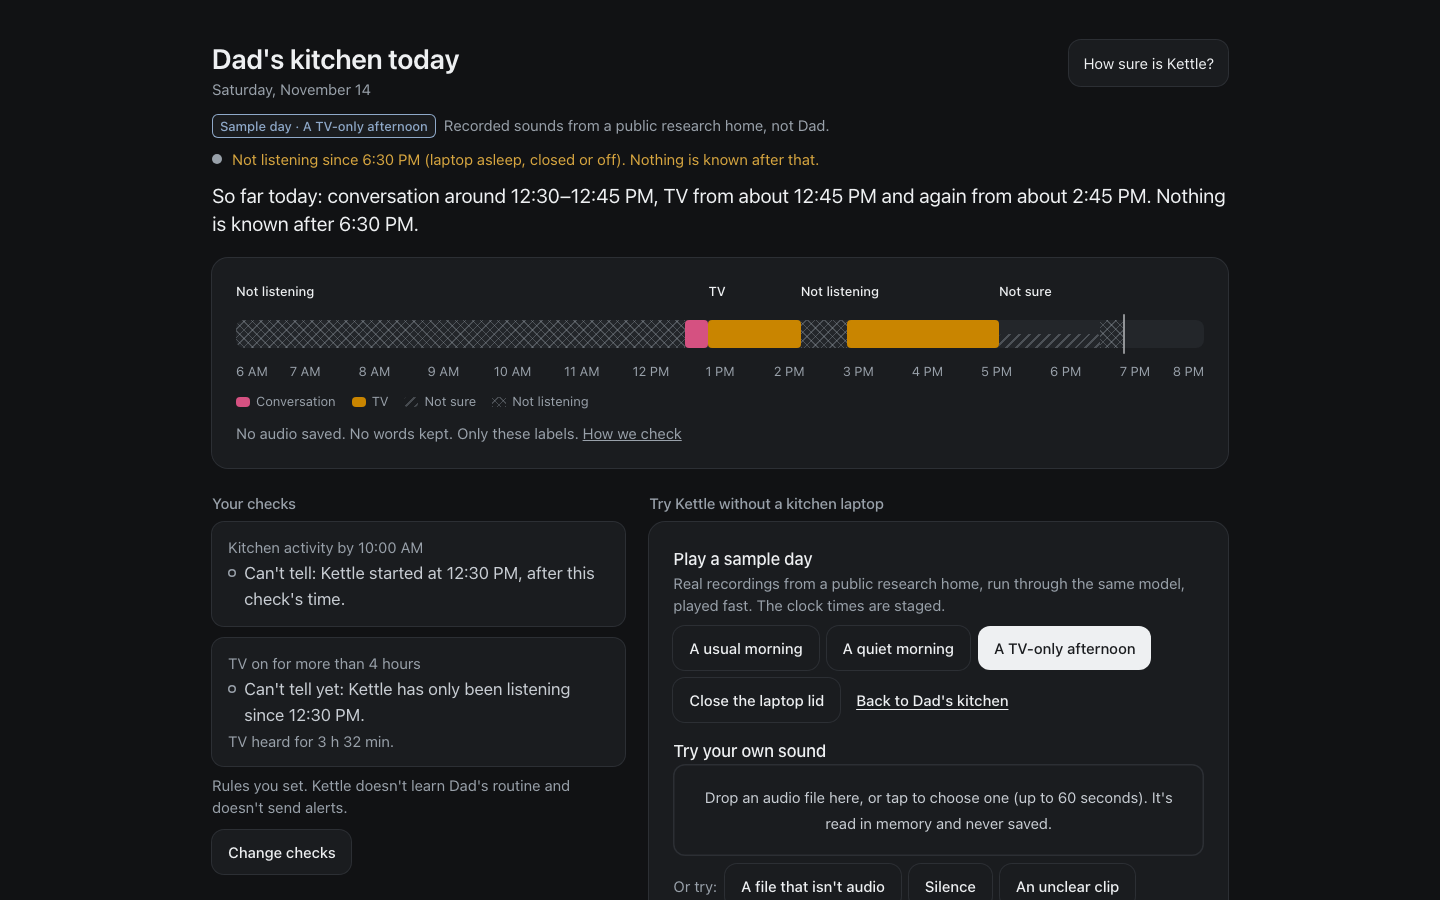 Dad's kitchen today
How sure is Kettle?
Saturday, November 14
Sample day · A TV-only afternoon
Recorded sounds from a public research home, not Dad.
Not listening since 6:30 PM (laptop asleep, closed or off). Nothing is known after that.
So far today: conversation around 12:30–12:45 PM, TV from about 12:45 PM and again from about 2:45 PM. Nothing
is known after 6:30 PM.
Not listening TV Not listening Not sure
6 AM 7 AM 8 AM 9 AM 10 AM 11 AM 12 PM 1 PM 2 PM 3 PM 4 PM 5 PM 6 PM 7 PM 8 PM
Conversation TV Not sure Not listening
No audio saved. No words kept. Only these labels. How we check
Your checks
Kitchen activity by 10:00 AM
Can't tell: Kettle started at 12:30 PM, after this
check's time.
TV on for more than 4 hours
Can't tell yet: Kettle has only been listening
since 12:30 PM.
TV heard for 3 h 32 min.
Rules you set. Kettle doesn't learn Dad's routine and
doesn't send alerts.
Change checks
Try Kettle without a kitchen laptop
Play a sample day
Real recordings from a public research home, run through the same model,
played fast. The clock times are staged.
A usual morning A quiet morning A TV-only afternoon
Close the laptop lid Back to Dad's kitchen
Try your own sound
Drop an audio file here, or tap to choose one (up to 60 seconds). It's
read in memory and never saved.
Or try: A file that isn't audio Silence An unclear clip